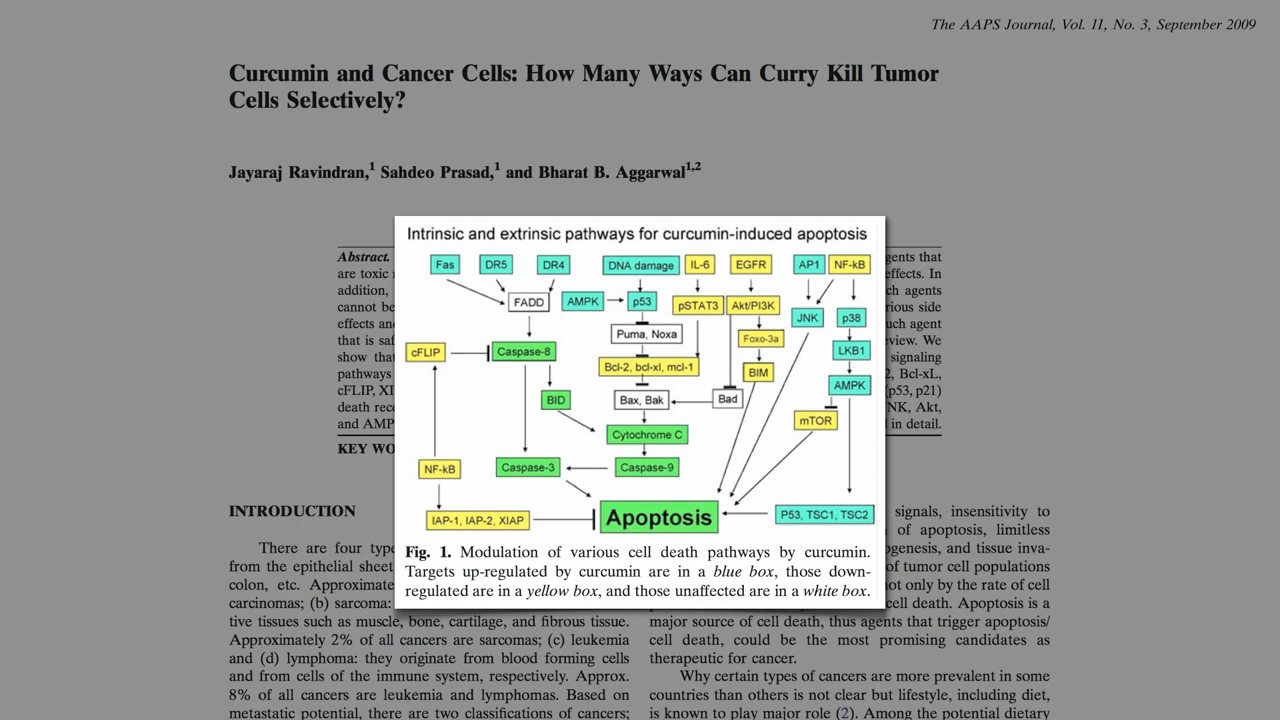 The AAPS Journal, Vol. 11, No. 3, September 2009
Curcumin and Cancer Cells: How Many Ways Can Curry Kill Tumor
Cells Selectively?
Jayaraj Ravindran,1 Sahdeo Prasad,1 and Bharat B. Aggarwal1,2
Abstract.
are toxic
addition,
cannot be
effects an
that is saf
show that
pathways
cFLIP, XI
death rec
and AMP
KEY WO
gents that
effects. In
ch agents
rious side
uch agent
view. We
signaling
2, Bcl-xL,
(p53, p21)
NK, Akt,
in detail.
Intrinsic and extrinsic pathways for curcumin-induced apoptosis
Fas DR5 DR4 DNA damage IL-6 EGFR AP1 NF-kB
FADD AMPK p53 pSTAT3 Akt/PI3K JNK p38
Puma, Noxa Foxo-3a
cFLIP Caspase-8 LKB1
Bcl-2, bcl-xl, mcl-1 BIM AMPK
BID Bax, Bak Bad
mTOR
Cytochrome C
NF-kB Caspase-3 Caspase-9
IAP-1, IAP-2, XIAP Apoptosis P53, TSC1, TSC2
Fig. 1. Modulation of various cell death pathways by curcumin.
Targets up-regulated by curcumin are in a blue box, those down-
regulated are in a yellow box, and those unaffected are in a white box.
INTRODUCTION
There are four type
from the epithelial sheet
colon, etc. Approximate
carcinomas; (b) sarcoma:
tive tissues such as muscle, bone, cartilage, and fibrous tissue.
Approximately 2% of all cancers are sarcomas; (c) leukemia
and (d) lymphoma: they originate from blood forming cells
and from cells of the immune system, respectively. Approx.
8% of all cancers are leukemia and lymphomas. Based on
metastatic potential, there are two classifications of cancers;
signals, insensitivity to
of apoptosis, limitless
ogenesis, and tissue inva-
of tumor cell populations
not only by the rate of cell
cell death. Apoptosis is a
major source of cell death, thus agents that trigger apoptosis/
cell death, could be the most promising candidates as
therapeutic for cancer.
Why certain types of cancers are more prevalent in some
countries than others is not clear but lifestyle, including diet,
is known to play major role (2). Among the potential dietary